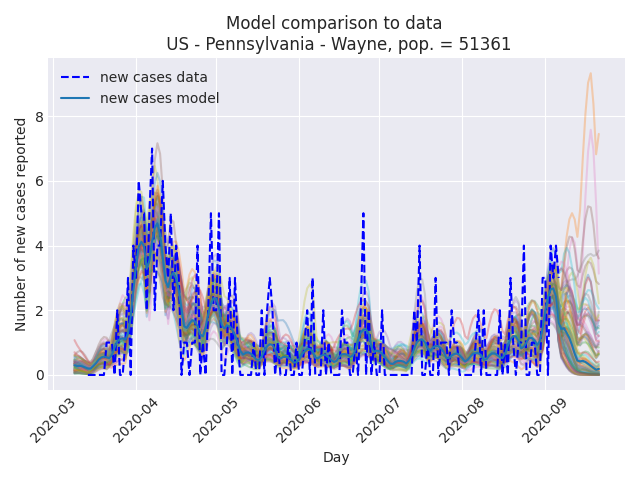 Model comparison to data
US - Pennsylvania - Wayne, pop. = 51361
new cases data
new cases model
Number of new cases reported
8
6
4
2
0
2020-03
2020-04
2020-05
2020-06
2020-07
2020-08
2020-09
Day